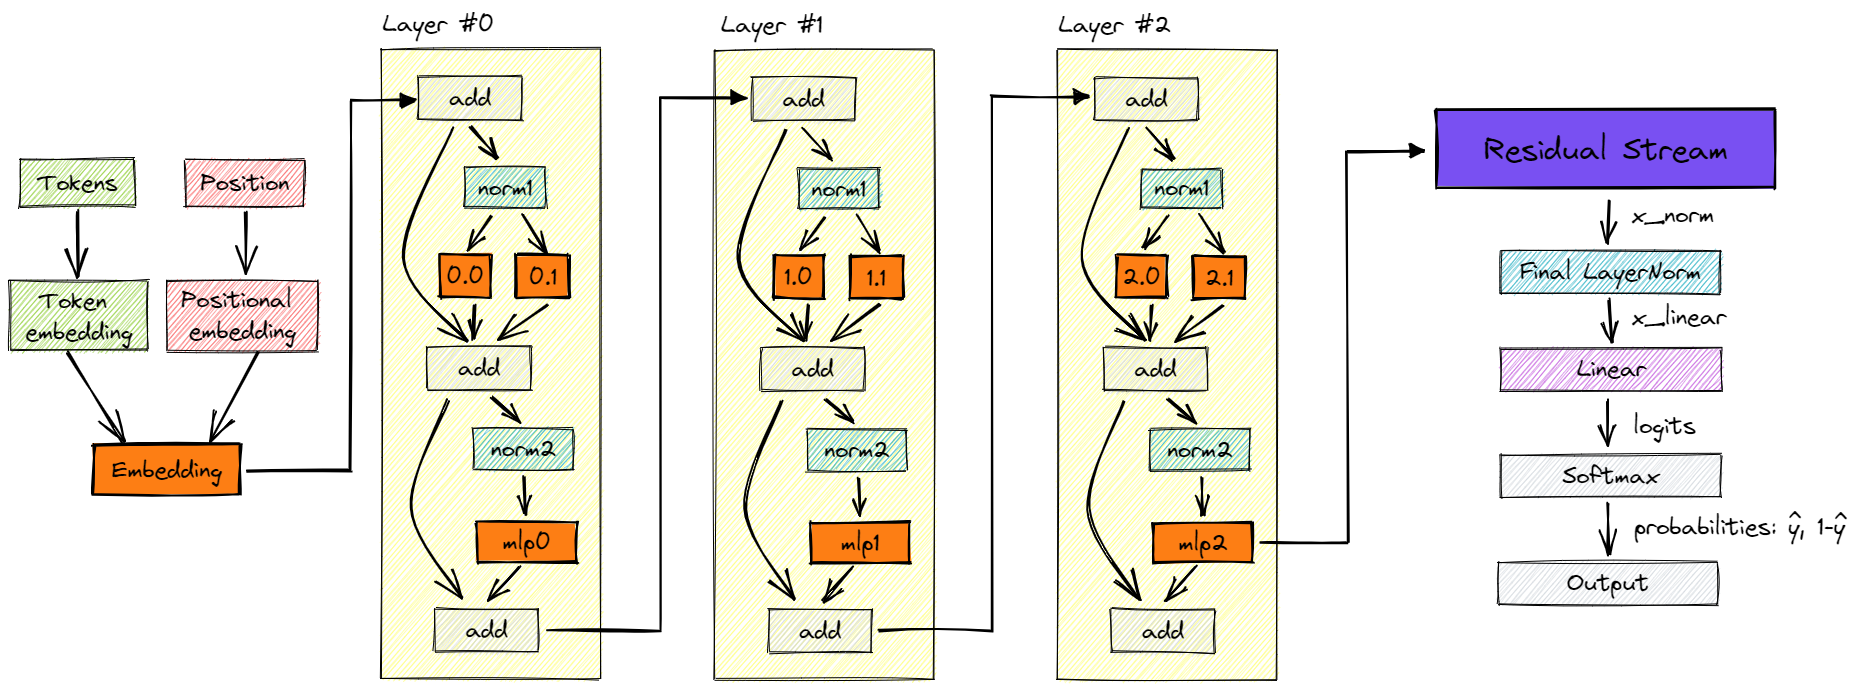 Tokens
Position
Token
embedding
Positional
embedding
Embedding
Layer #0
add
norm1
0.0
0.1
add
norm2
mlp0
add
Layer #1
add
norm1
1.0
1.1
add
norm2
mlp1
add
Layer #2
add
norm1
2.0
2.1
add
norm2
mlp2
add
Residual Stream
x_norm
Final LayerNorm
x_linear
Linear
logits
Softmax
probabilities: ŷ, 1-ŷ
Output